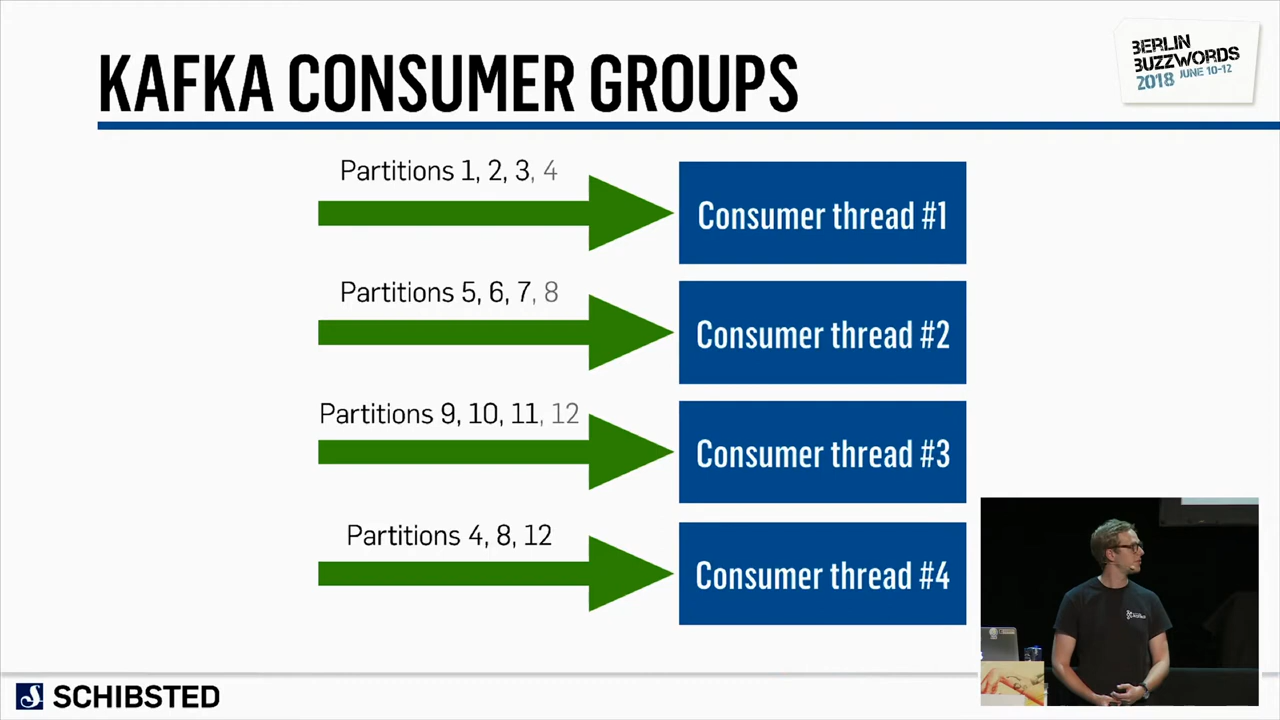 KAFKA CONSUMER GROUPS
BERLIN
BUZZWORDS
2018 JUNE 10-12
Partitions 1, 2, 3, 4
Consumer thread #1
Partitions 5, 6, 7, 8
Consumer thread #2
Partitions 9, 10, 11, 12
Consumer thread #3
Partitions 4, 8, 12
Consumer thread #4
SCHIBSTED